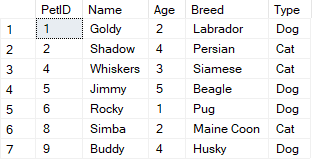 PetID Name Age Breed Type
1 1 Goldy 2 Labrador Dog
2 2 Shadow 4 Persian Cat
3 4 Whiskers 3 Siamese Cat
4 5 Jimmy 5 Beagle Dog
5 6 Rocky 1 Pug Dog
6 8 Simba 2 Maine Coon Cat
7 9 Buddy 4 Husky Dog